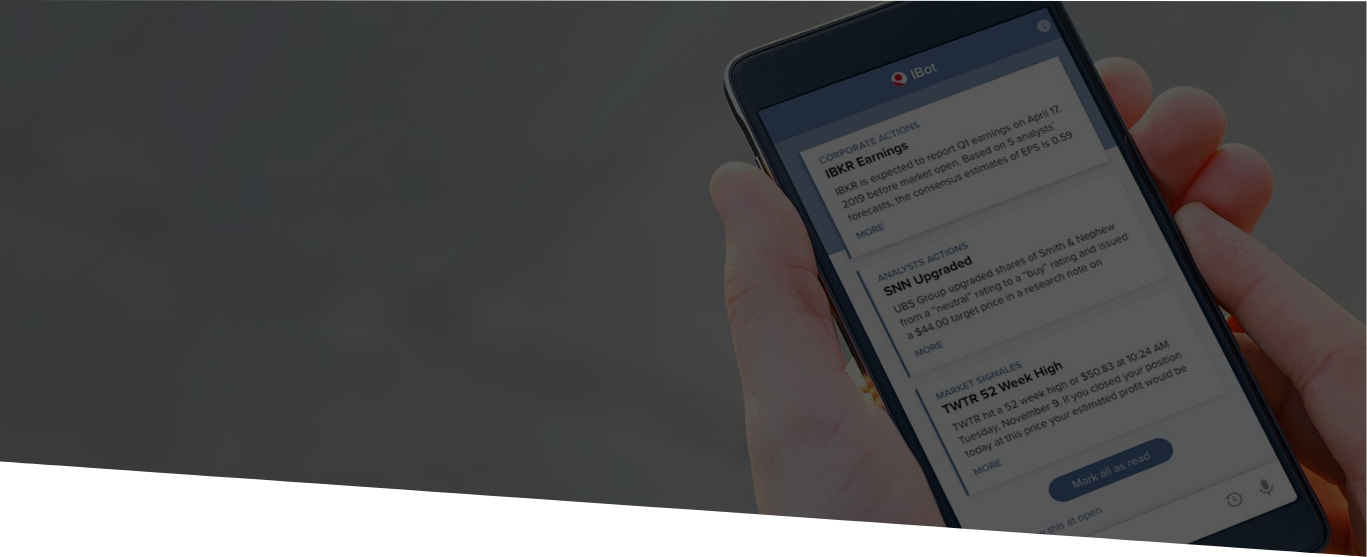 IBot
CORPORATE ACTIONS
IBKR Earnings
IBKR is expected to report Q1 earnings on April 17,
2019 before market open. Based on 5 analysts'
forecasts, the consensus estimates of EPS is 0.59
MORE
ANALYSTS ACTIONS
SNN Upgraded
UBS Group upgraded shares of Smith & Nephew
from a "neutral" rating to a "buy" rating and issued
a $44.00 target price in a research note on
MORE
MARKET SIGNALES
TWTR 52 Week High
TWTR hit a 52 week high or $50.83 at 10:24 AM
Tuesday, November 9. If you closed your position
today at this price your estimated profit would be
MORE
Mark all as read
this at open